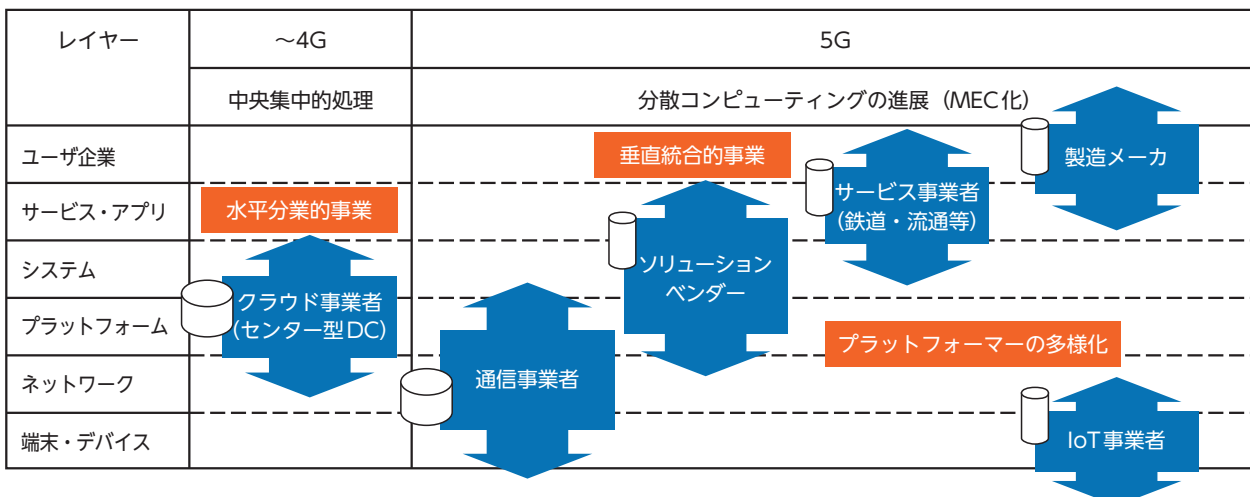 レイヤー
～4G
5G
中央集中的処理
分散コンピューティングの進展（MEC化）
ユーザ企業
サービス・アプリ
システム
プラットフォーム
ネットワーク
端末・デバイス
水平分業的事業
クラウド事業者
（センター型DC）
通信事業者
垂直統合的事業
ソリューション
ベンダー
サービス事業者
（鉄道・流通等）
製造メーカ
プラットフォーマーの多様化
IoT事業者